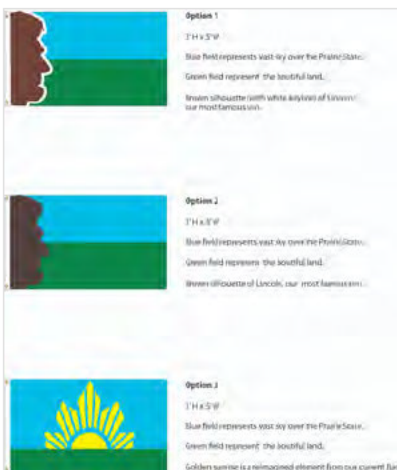 Option 1
3'H x 5'W
Blue field represents vast sky over the Prairie State.
Green field represent the boutiful land.
Brown silhouette (with white keyline) of Lincoln,
our most famous son.
Option 2
3'H x 5'W
Blue field represents vast sky over the Prairie State.
Green field represent the boutiful land.
Brown silhouette of Lincoln, our most famous son.
Option 3
3'H x 5'W
Blue field represents vast sky over the Prairie State.
Green field represent the boutiful land.
Golden sunrise is a reimagined element from our current